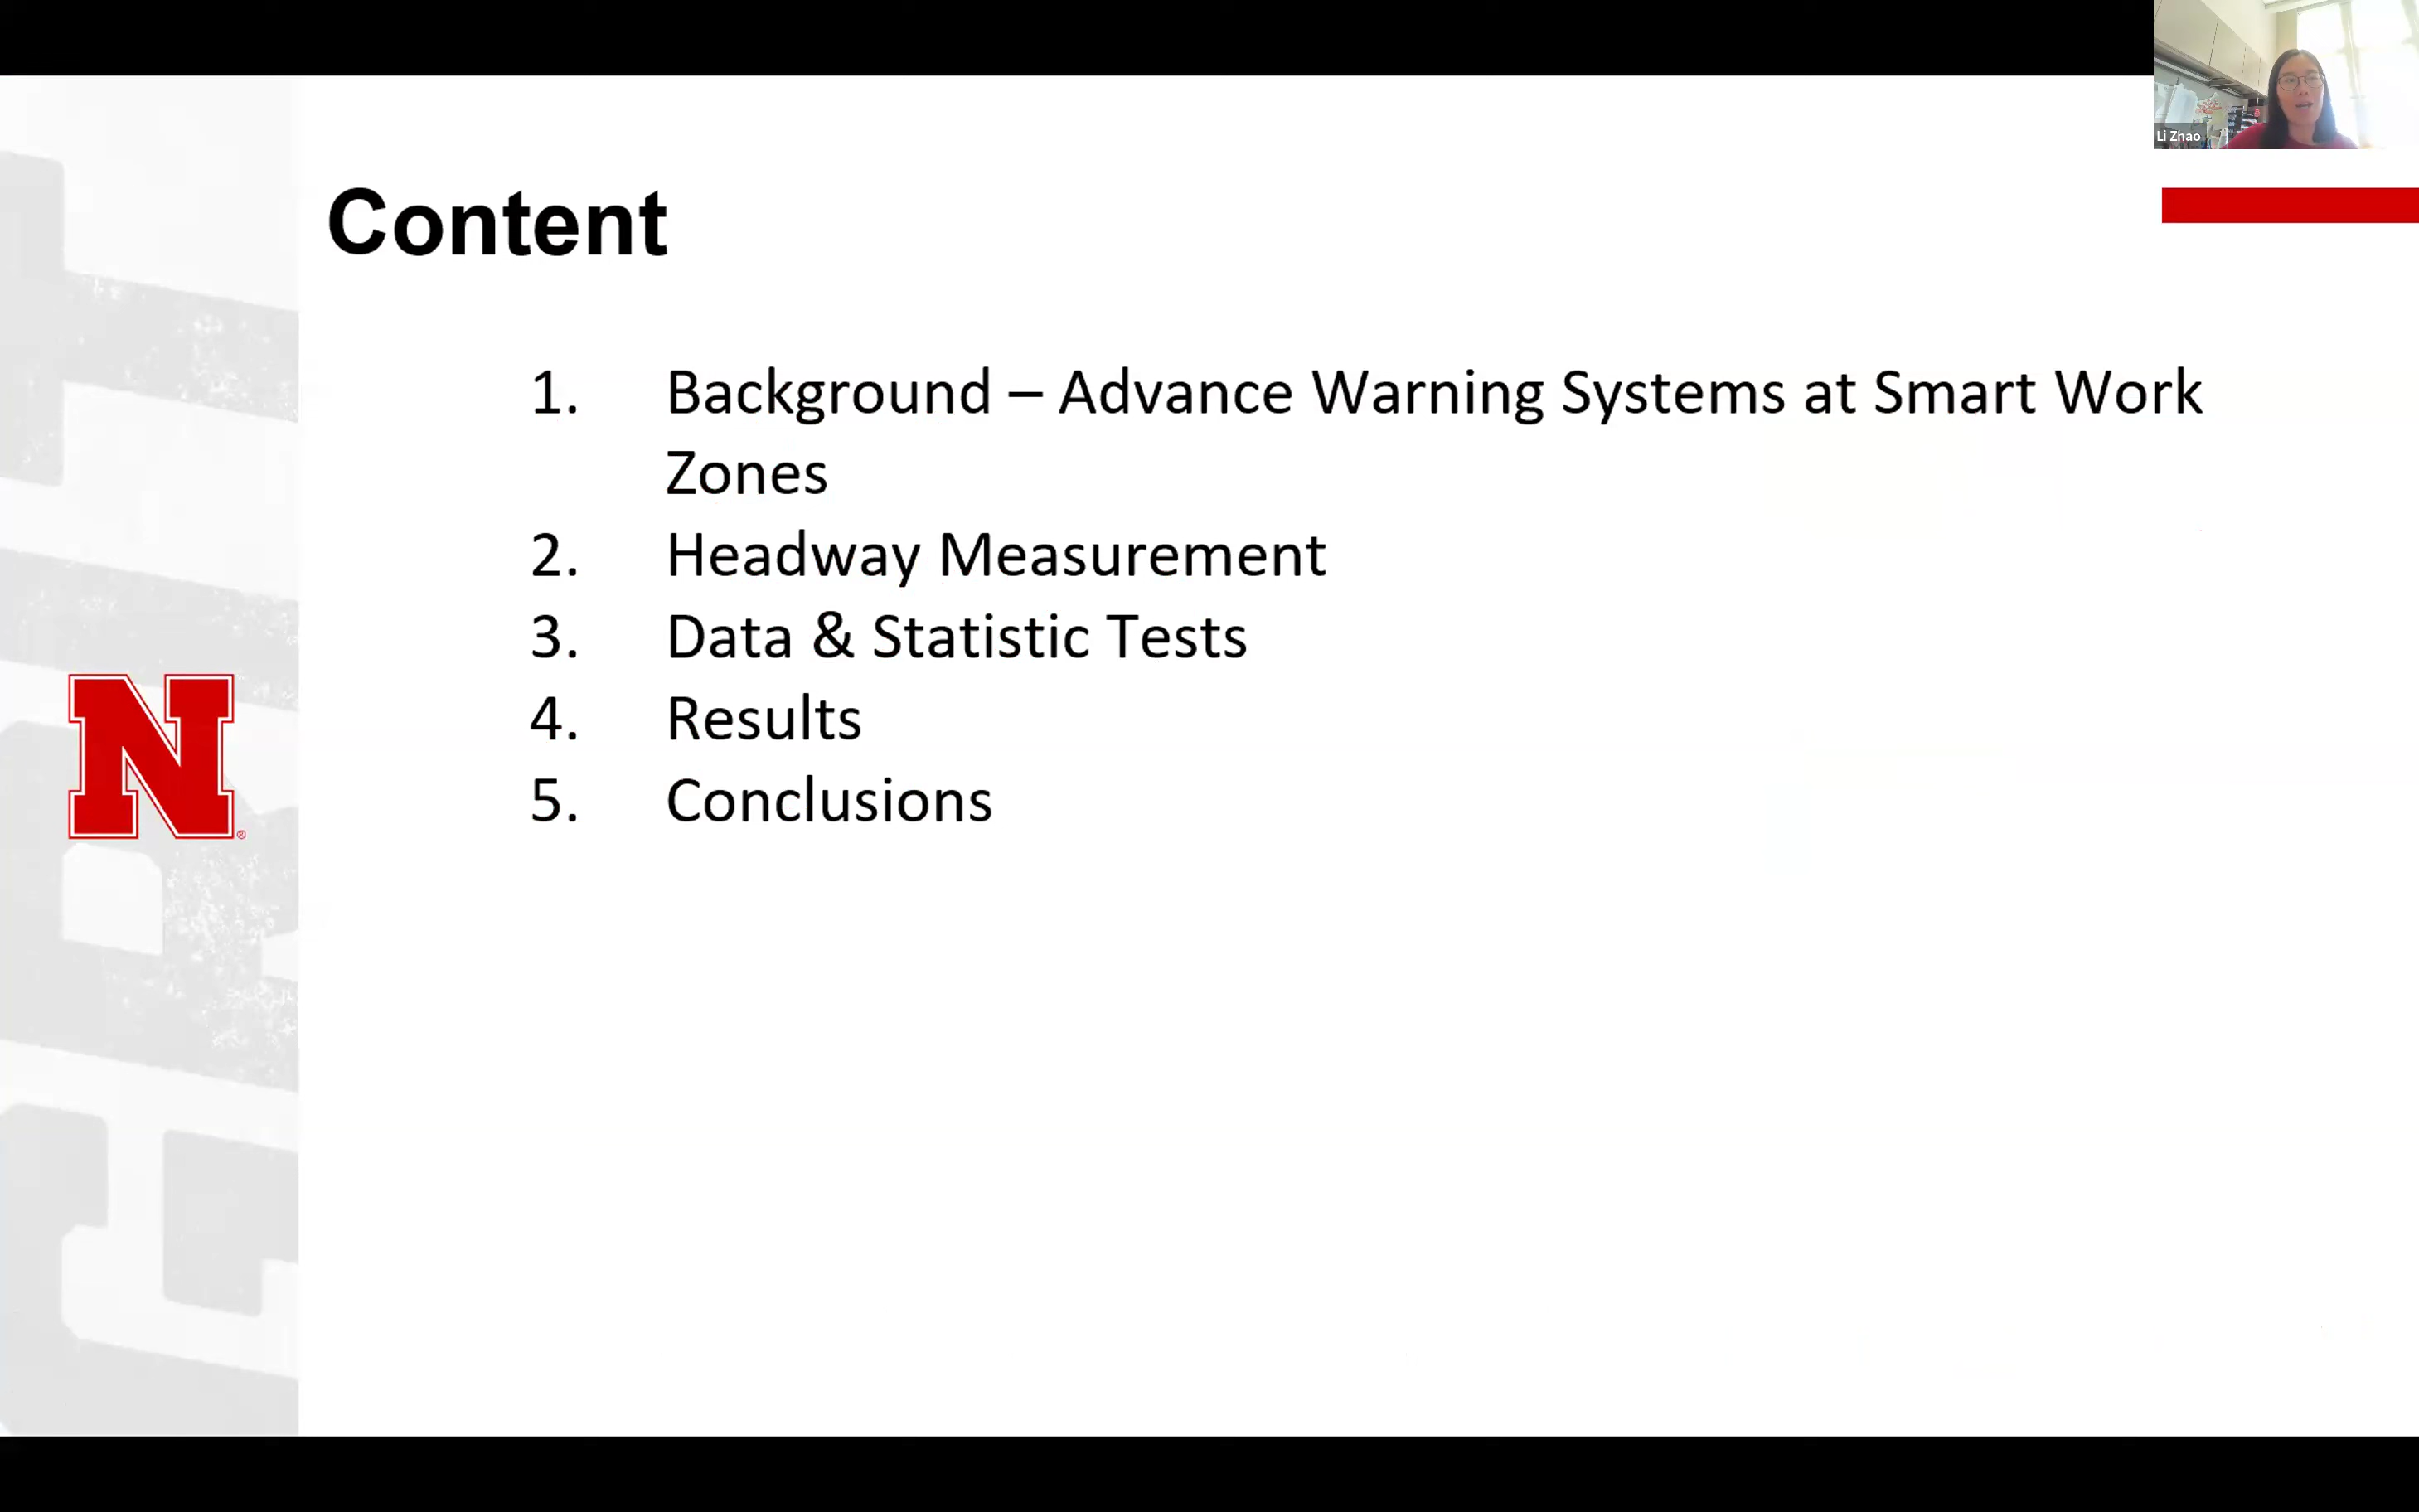 Li Zhao
Content
1. Background – Advance Warning Systems at Smart Work
Zones
2. Headway Measurement
3. Data & Statistic Tests
4. Results
5. Conclusions
N
®